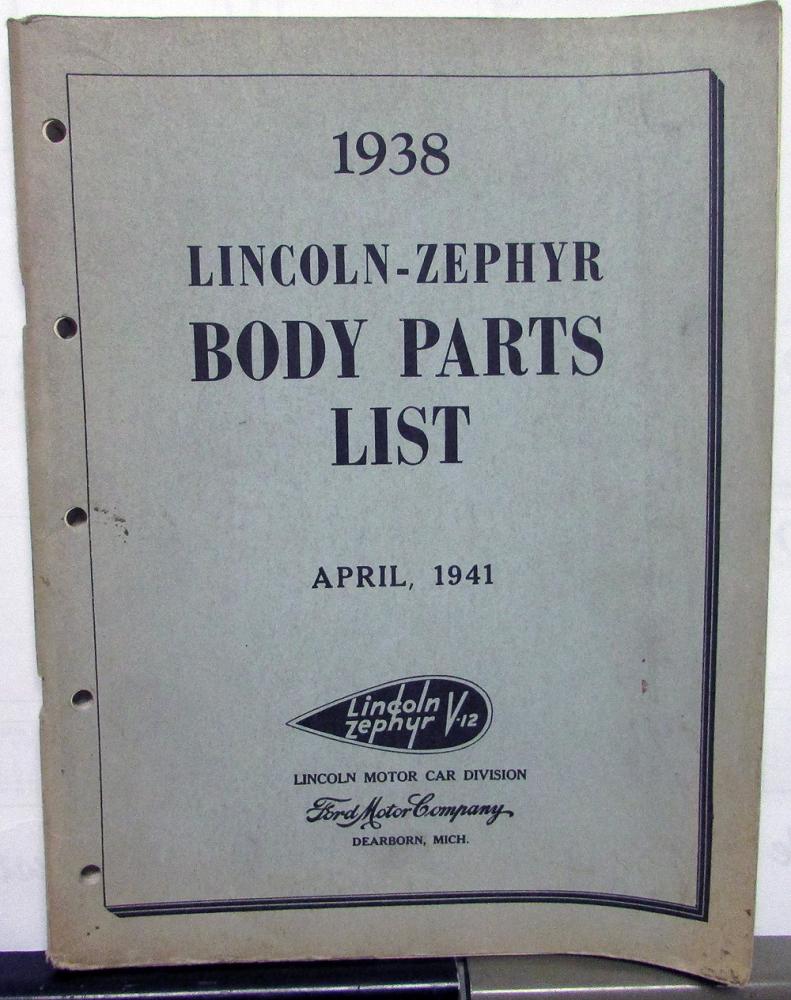 1938
LINCOLN-ZEPHYR
BODY PARTS
LIST
APRIL, 1941
Lincoln
Zephyr V-12
LINCOLN MOTOR CAR DIVISION
Ford Motor Company
DEARBORN, MICH.